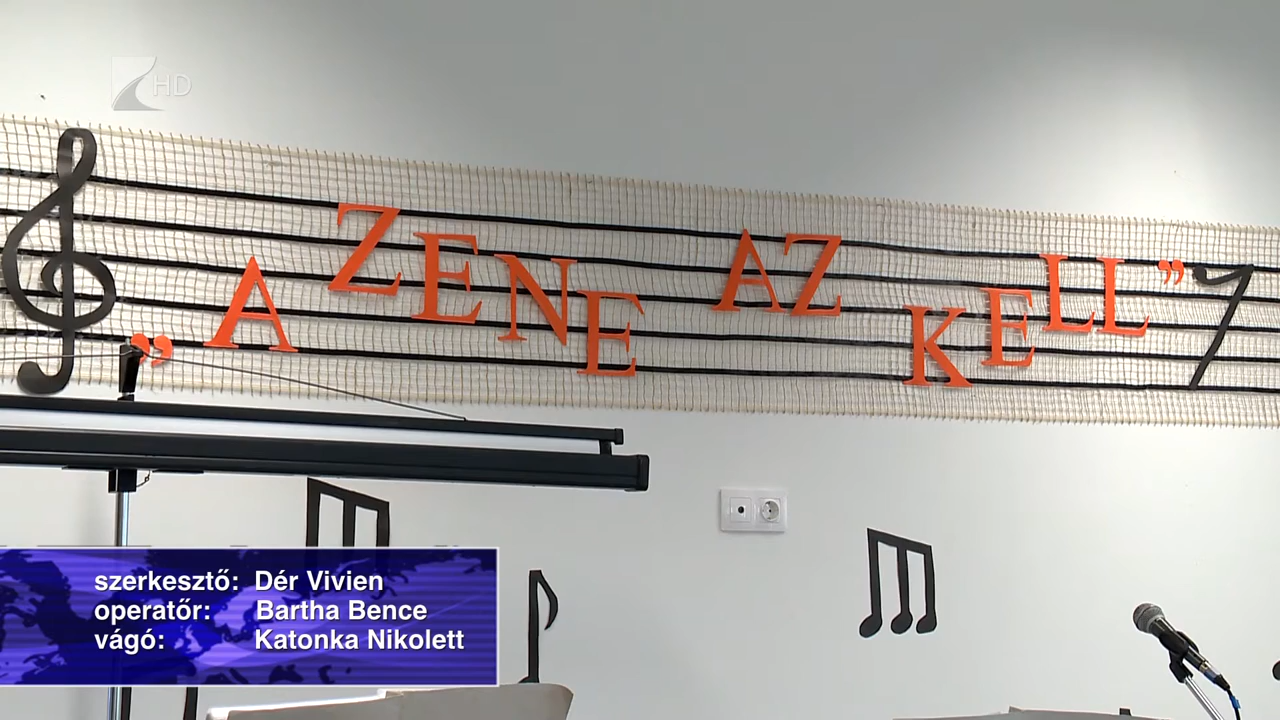 HD
„A ZENE AZ KELL”
szerkesztő: Dér Vivien
operatőr: Bartha Bence
vágó: Katonka Nikolett